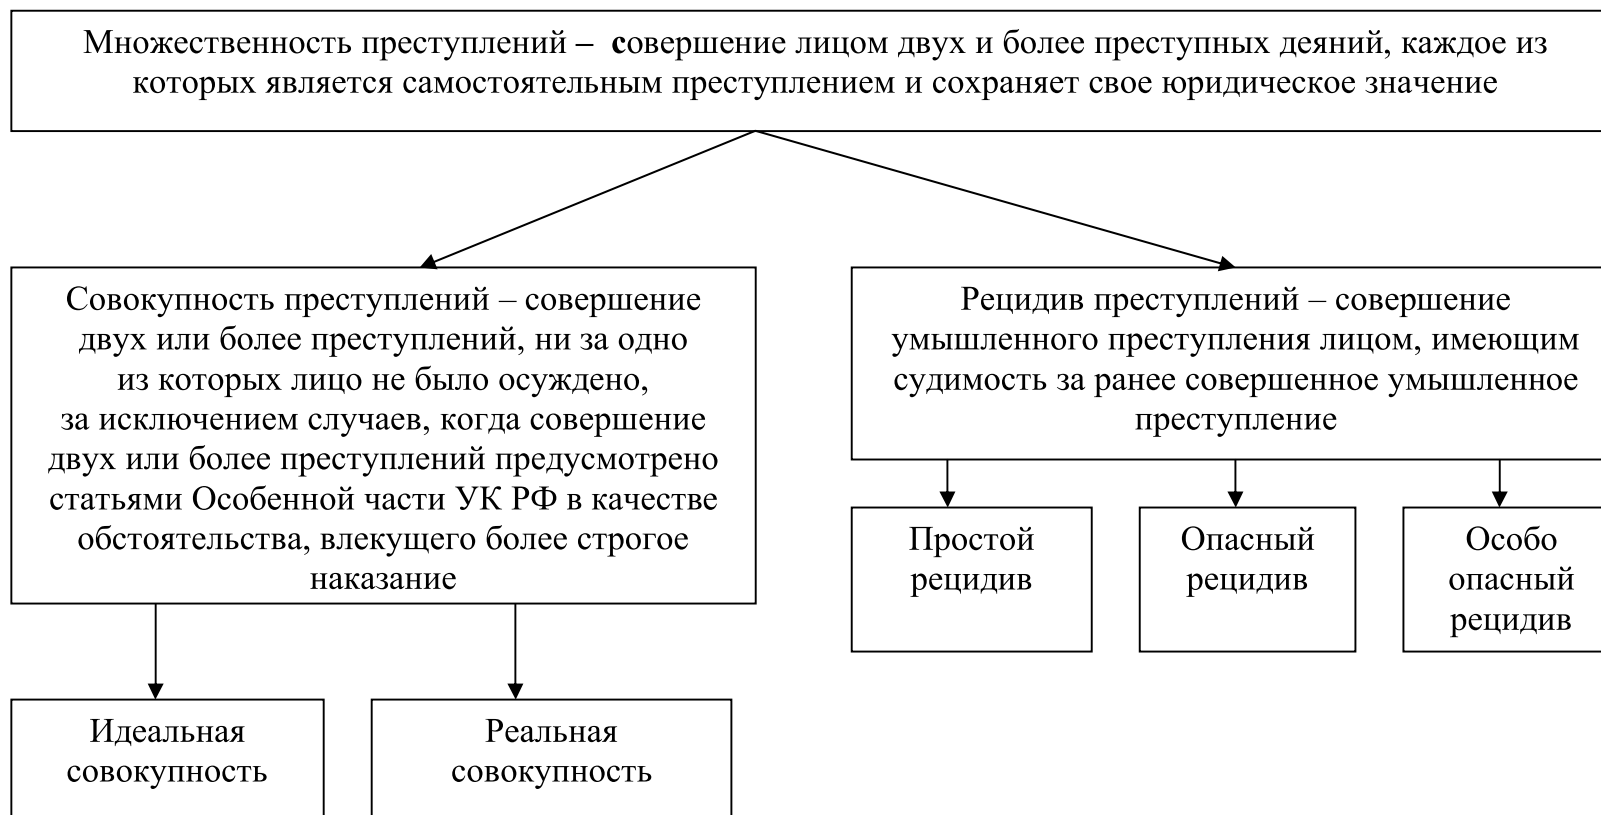 Множественность преступлений – совершение лицом двух и более преступных деяний, каждое из
которых является самостоятельным преступлением и сохраняет свое юридическое значение
Совокупность преступлений – совершение
двух или более преступлений, ни за одно
из которых лицо не было осуждено,
за исключением случаев, когда совершение
двух или более преступлений предусмотрено
статьями Особенной части УК РФ в качестве
обстоятельства, влекущего более строгое
наказание
Рецидив преступлений – совершение
умышленного преступления лицом, имеющим
судимость за ранее совершенное умышленное
преступление
Простой
рецидив
Опасный
рецидив
Особо
опасный
рецидив
Идеальная
совокупность
Реальная
совокупность